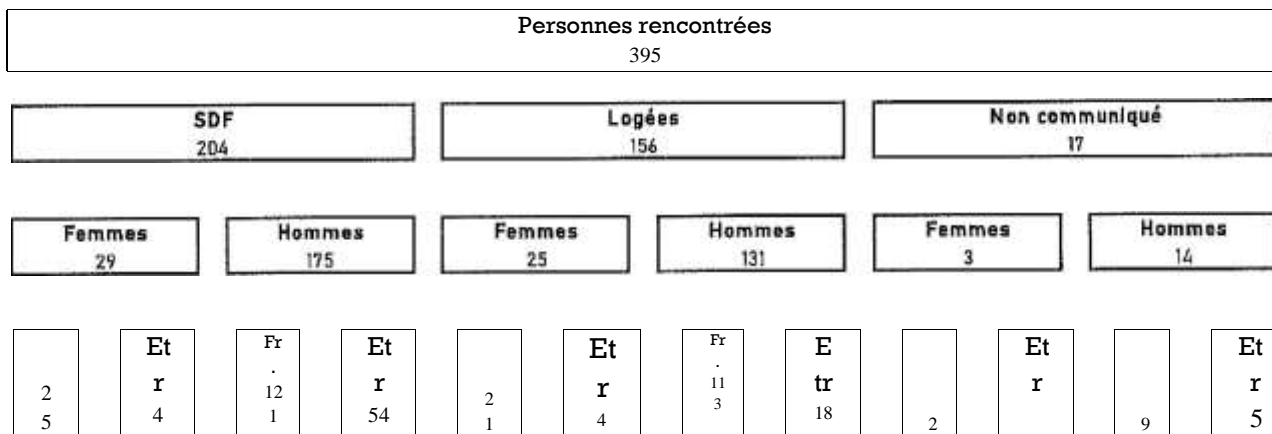 Personnes rencontrées
395
SDF
204
Logées
156
Non communiqué
17
Femmes
29
Hommes
175
Femmes
25
Hommes
131
Femmes
3
Hommes
14
2
5
Et
r
4
Fr
.
12
1
Et
r
54
2
1
Et
r
4
Fr
.
11
3
E
tr
18
2
Et
r
9
Et
r
5